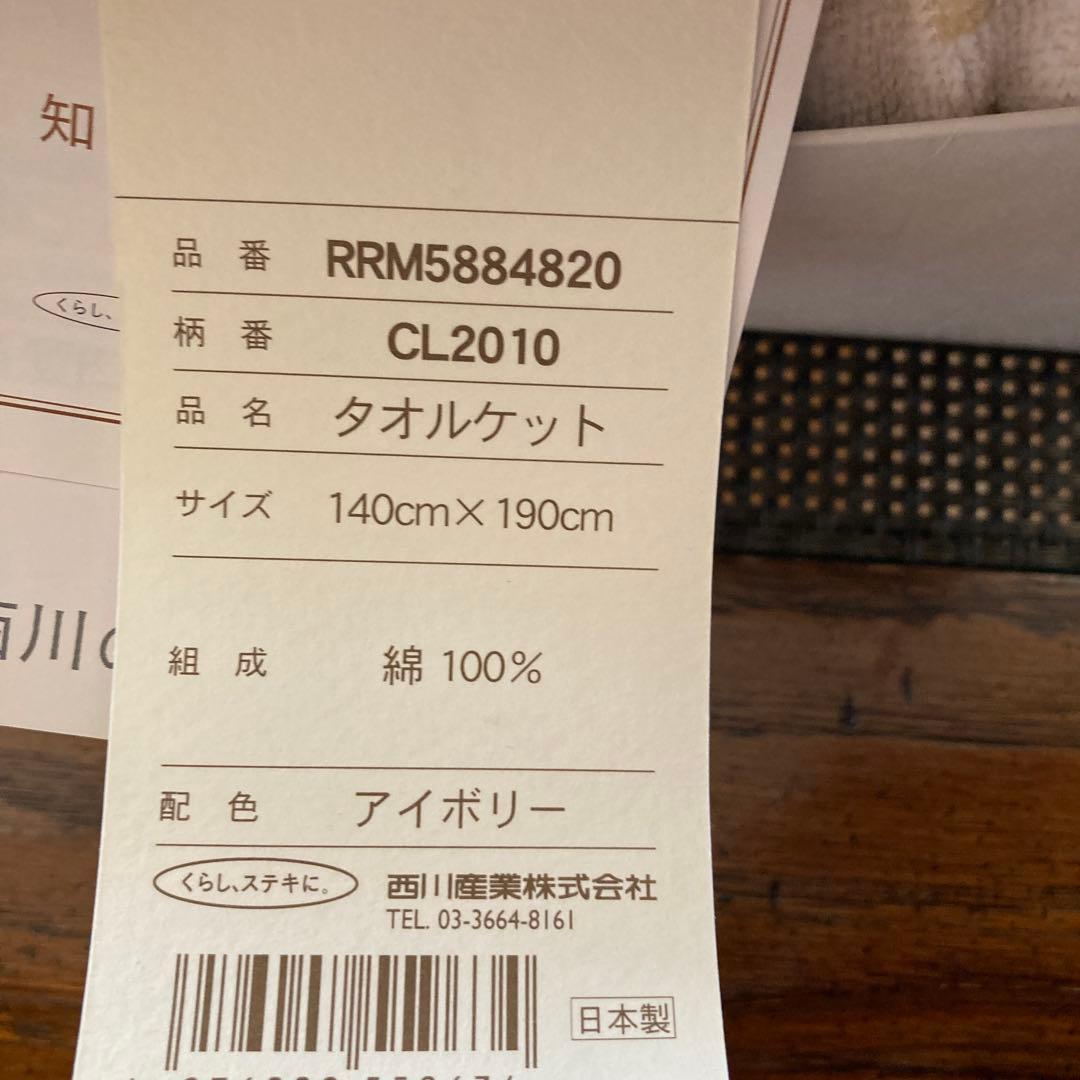 知
くらし、
西川の
品番 RRM5884820
柄番 CL2010
品名 タオルケット
サイズ 140cm×190cm
組成 綿 100%
配色 アイボリー
くらし、ステキに。 西川産業株式会社
TEL. 03-3664-8161
日本製